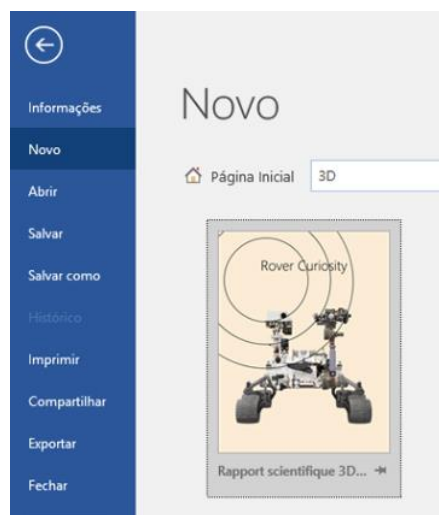 Informações
Novo
Abrir
Salvar
Salvar como
Histórico
Imprimir
Compartilhar
Exportar
Fechar
Novo
Página Inicial
3D
Rover Curiosity
Rapport scientifique 3D...